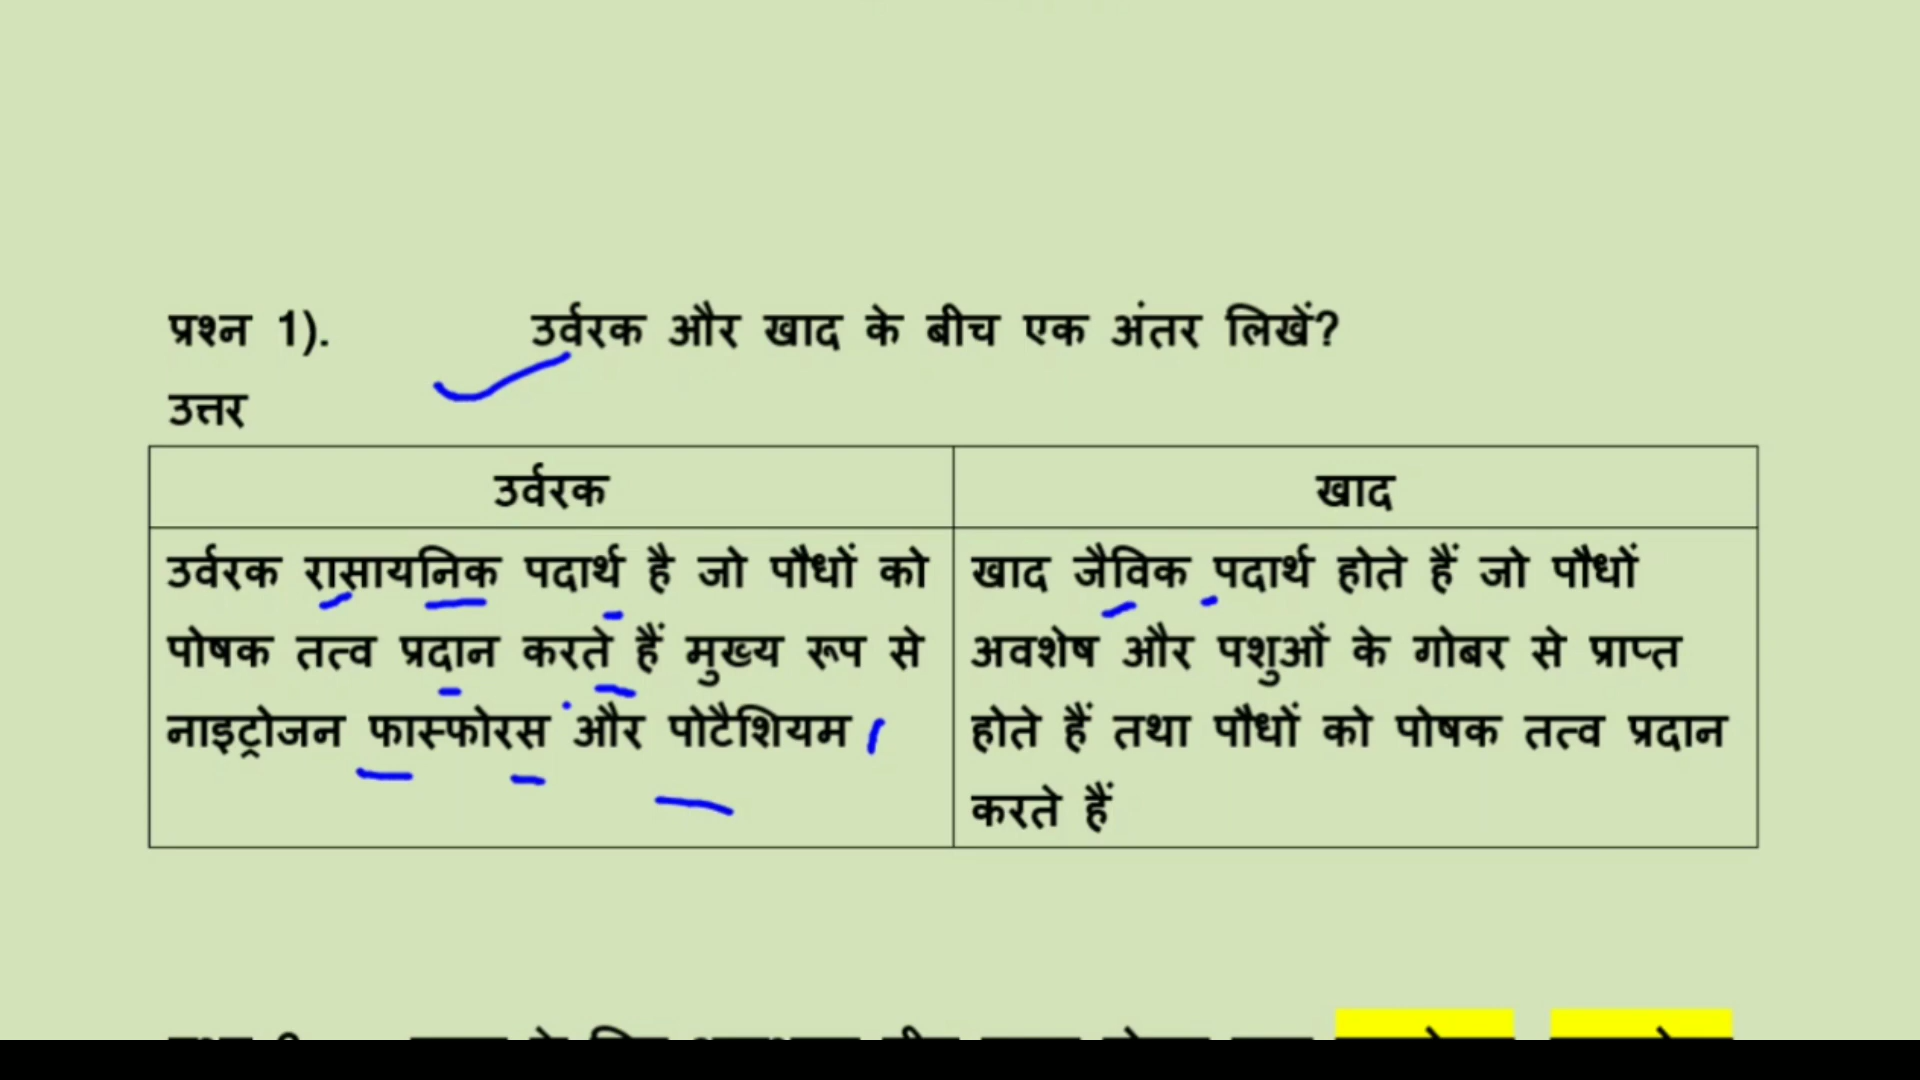 प्रश्न 1). उर्वरक और खाद के बीच एक अंतर लिखें?
उत्तर
उर्वरक
खाद
उर्वरक रासायनिक पदार्थ है जो पौधों को
पोषक तत्व प्रदान करते हैं मुख्य रूप से
नाइट्रोजन फास्फोरस और पोटैशियम
खाद जैविक पदार्थ होते हैं जो पौधों
अवशेष और पशुओं के गोबर से प्राप्त
होते हैं तथा पौधों को पोषक तत्व प्रदान
करते हैं